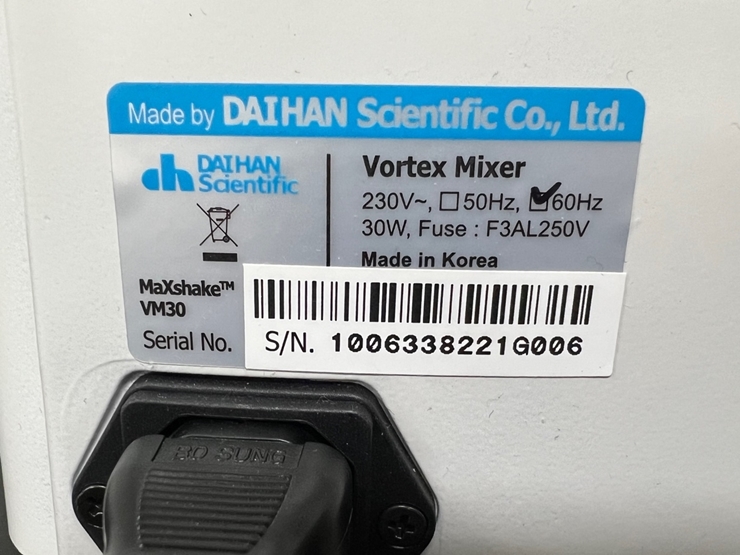 Made by DAIHAN Scientific Co., Ltd.
dh DAIHAN
Scientific
Vortex Mixer
230V~, 50Hz, 60Hz
30W, Fuse : F3AL250V
Made in Korea
MaXshake™
VM30
Serial No.
S/N. 1006338221G006
BO SUNG